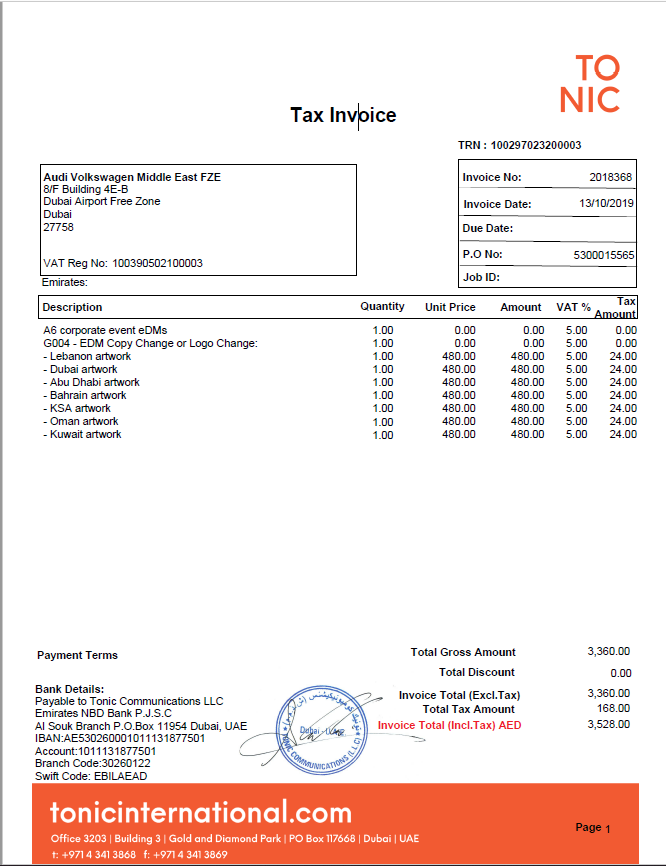 TO
NIC
Tax Invoice
TRN : 100297023200003
Audi Volkswagen Middle East FZE
8/F Building 4E-B
Dubai Airport Free Zone
Dubai
27758
VAT Reg No: 100390502100003
Emirates:
Invoice No: 2018368
Invoice Date: 13/10/2019
Due Date:
P.O No: 5300015565
Job ID:
Description Quantity Unit Price Amount VAT % Tax Amount
A6 corporate event eDMs 1.00 0.00 0.00 5.00 0.00
G004 - EDM Copy Change or Logo Change: 1.00 0.00 0.00 5.00 0.00
- Lebanon artwork 1.00 480.00 480.00 5.00 24.00
- Dubai artwork 1.00 480.00 480.00 5.00 24.00
- Abu Dhabi artwork 1.00 480.00 480.00 5.00 24.00
- Bahrain artwork 1.00 480.00 480.00 5.00 24.00
- KSA artwork 1.00 480.00 480.00 5.00 24.00
- Oman artwork 1.00 480.00 480.00 5.00 24.00
- Kuwait artwork 1.00 480.00 480.00 5.00 24.00
Payment Terms
Total Gross Amount 3,360.00
Total Discount 0.00
Invoice Total (Excl.Tax) 3,360.00
Total Tax Amount 168.00
Invoice Total (Incl.Tax) AED 3,528.00
Bank Details:
Payable to Tonic Communications LLC
Emirates NBD Bank P.J.S.C
Al Souk Branch P.O.Box 11954 Dubai, UAE
IBAN:AE530260001011131877501
Account:1011131877501
Branch Code:30260122
Swift Code: EBILAEAD
Dubai - U.A.E
TONIC COMMUNICATIONS (L.L.C)
tonicinternational.com
Office 3203 | Building 3 | Gold and Diamond Park | PO Box 117668 | Dubai | UAE
t: +971 4 341 3868 f: +971 4 341 3869
Page 1